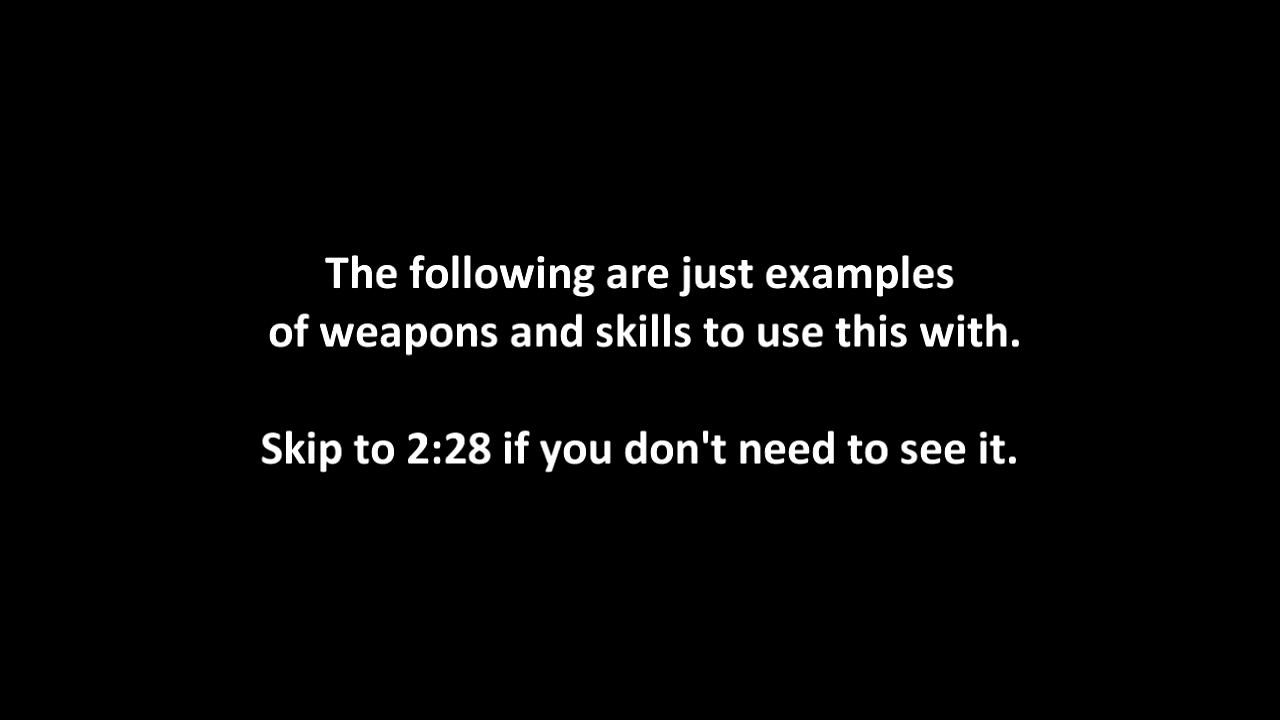 The following are just examples
of weapons and skills to use this with.
Skip to 2:28 if you don't need to see it.